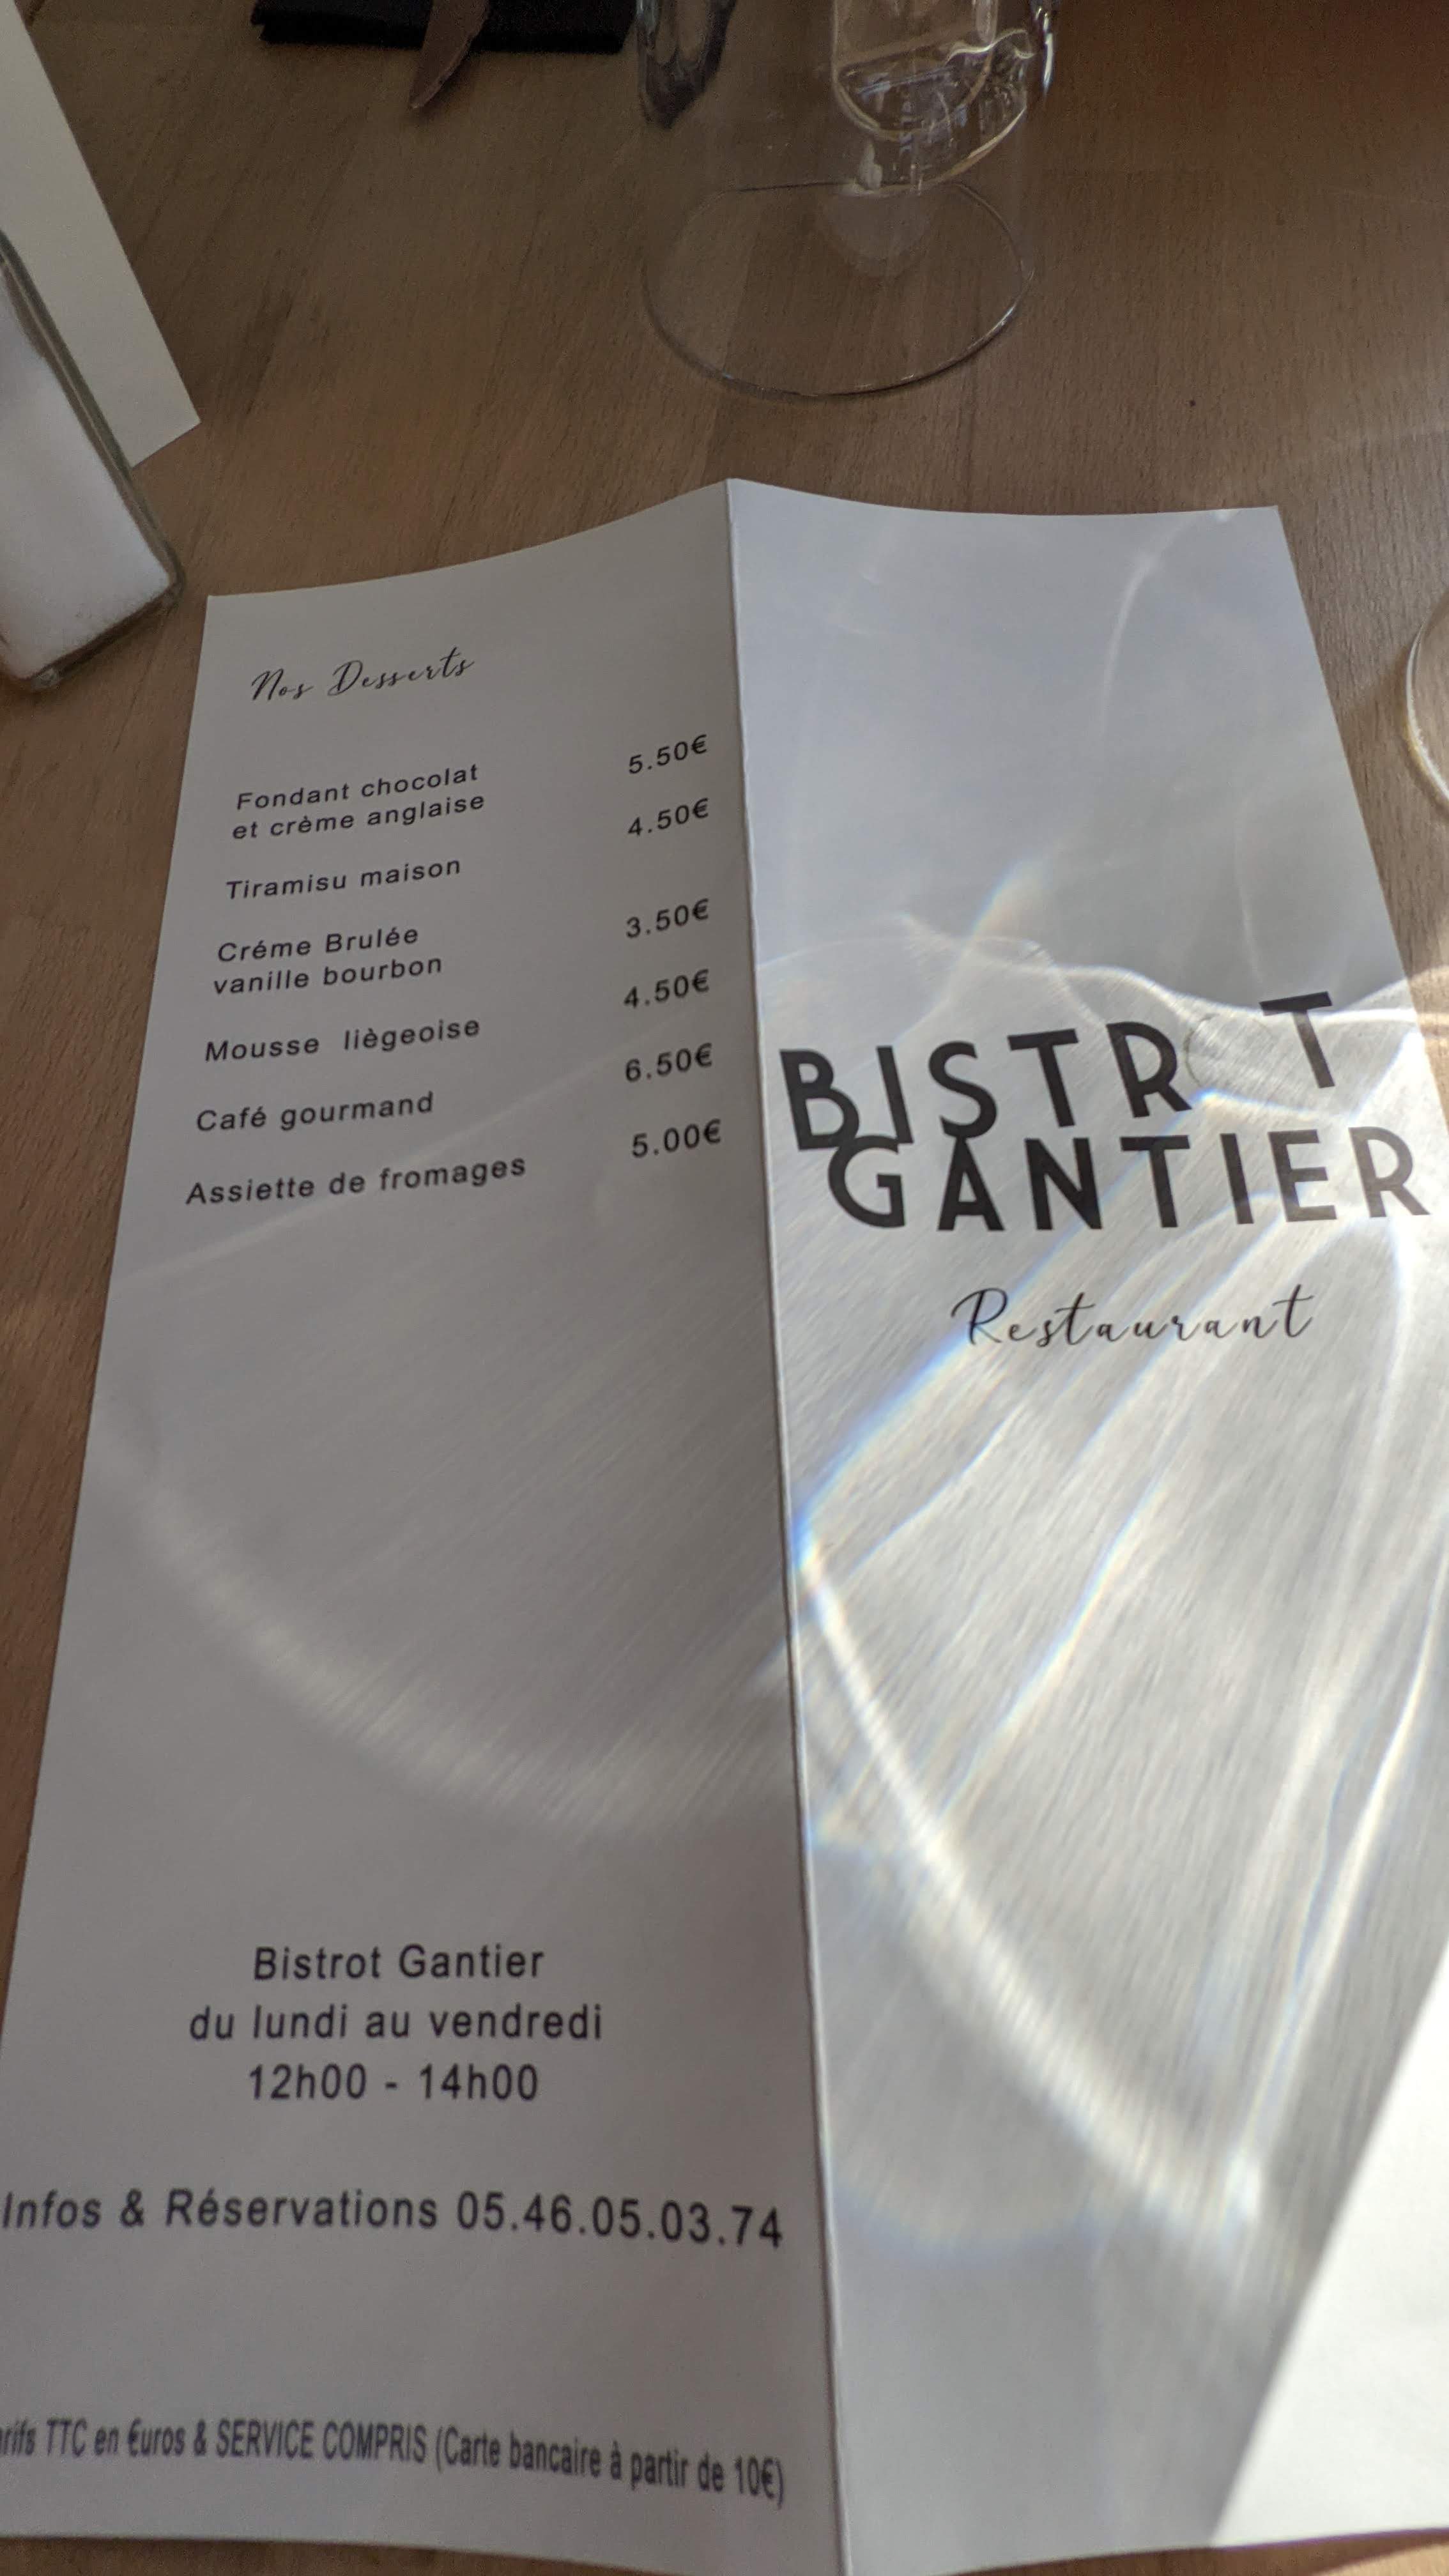 Nos Desserts
Fondant chocolat 5.50€
et crème anglaise
Tiramisu maison 4.50€
Créme Brulée 3.50€
vanille bourbon
Mousse liègeoise 4.50€
Café gourmand 6.50€
Assiette de fromages 5.00€
Bistrot Gantier
du lundi au vendredi
12h00 - 14h00
Infos & Réservations 05.46.05.03.74
TTC en €uros & SERVICE COMPRIS (Carte bancaire à partir de 10€)
BISTROT
GANTIER
Restaurant